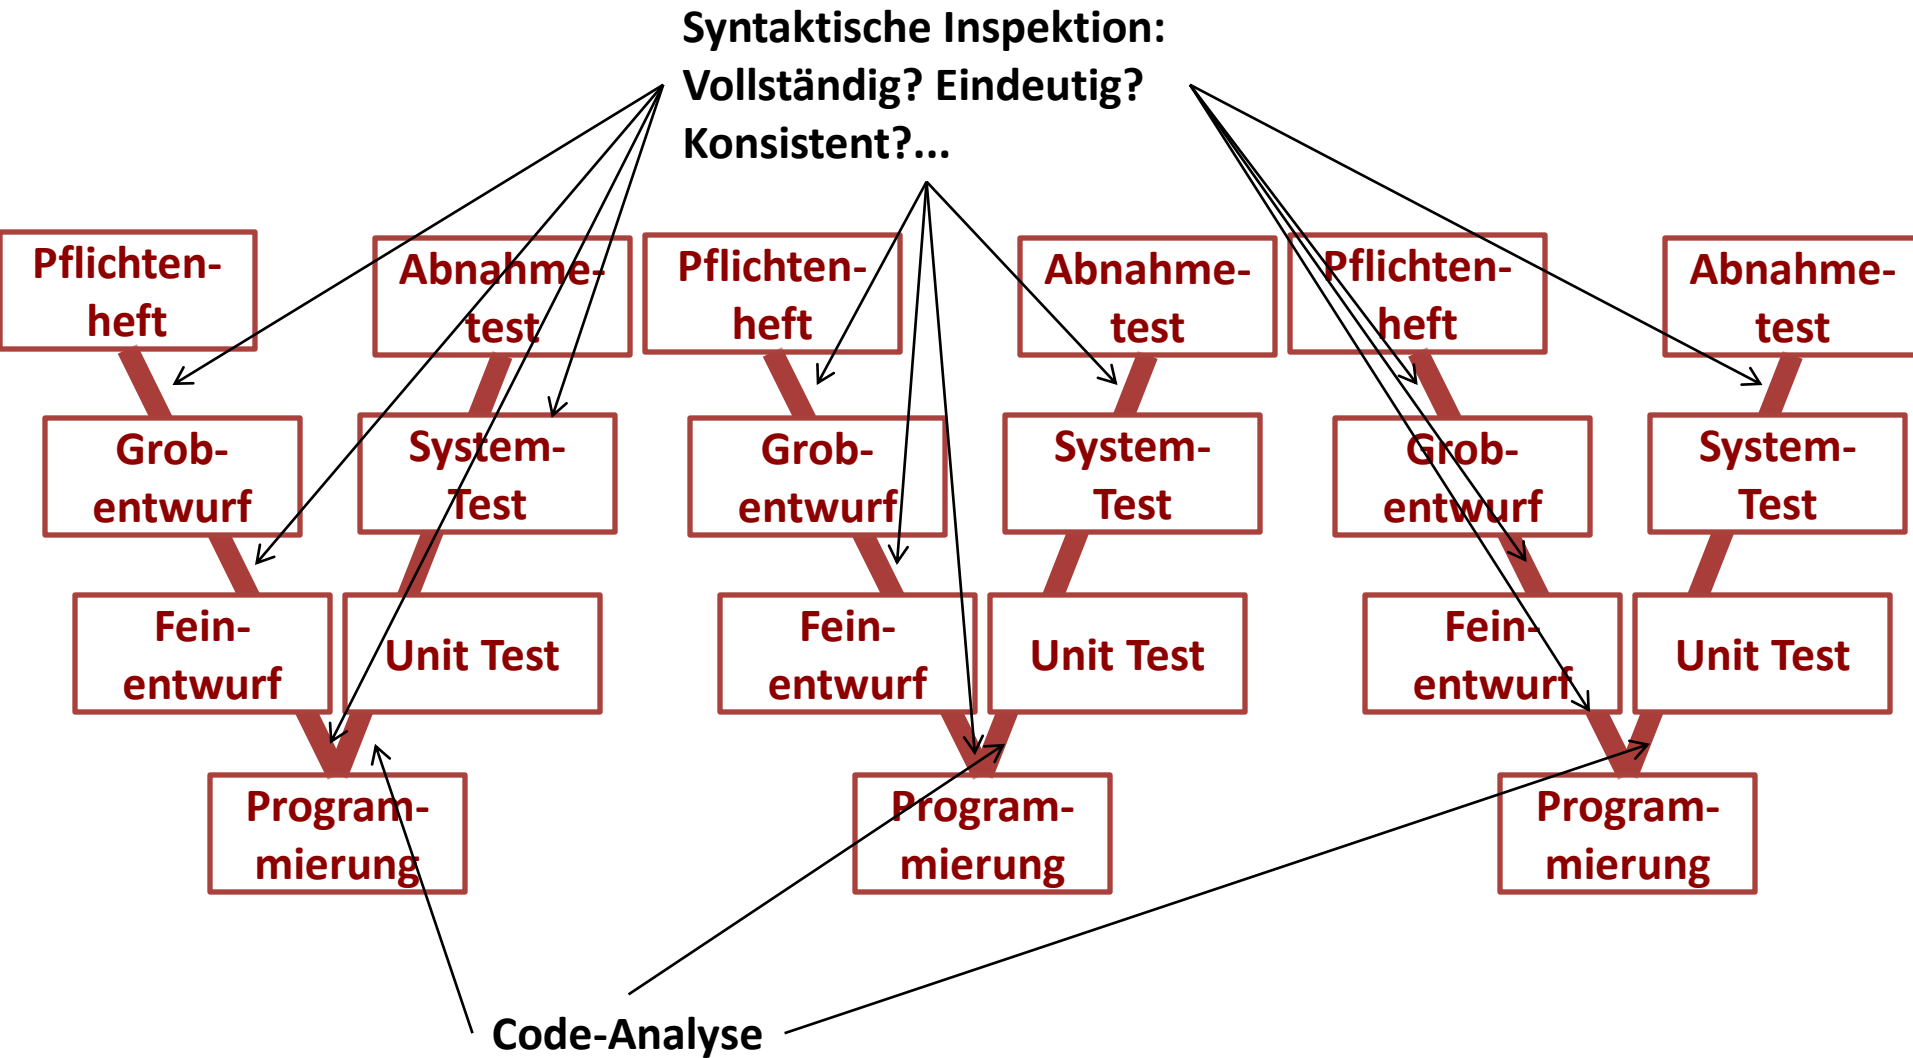 Syntaktische Inspektion:
Vollständig? Eindeutig?
Konsistent?...
Pflichten-
heft
Abnahme-
test
Pflichten-
heft
Abnahme-
test
Pflichten-
heft
Abnahme-
test
Grob-
entwurf
System-
Test
Grob-
entwurf
System-
Test
Grob-
entwurf
System-
Test
Fein-
entwurf
Unit Test
Fein-
entwurf
Unit Test
Fein-
entwurf
Unit Test
Program-
mierung
Program-
mierung
Program-
mierung
Code-Analyse